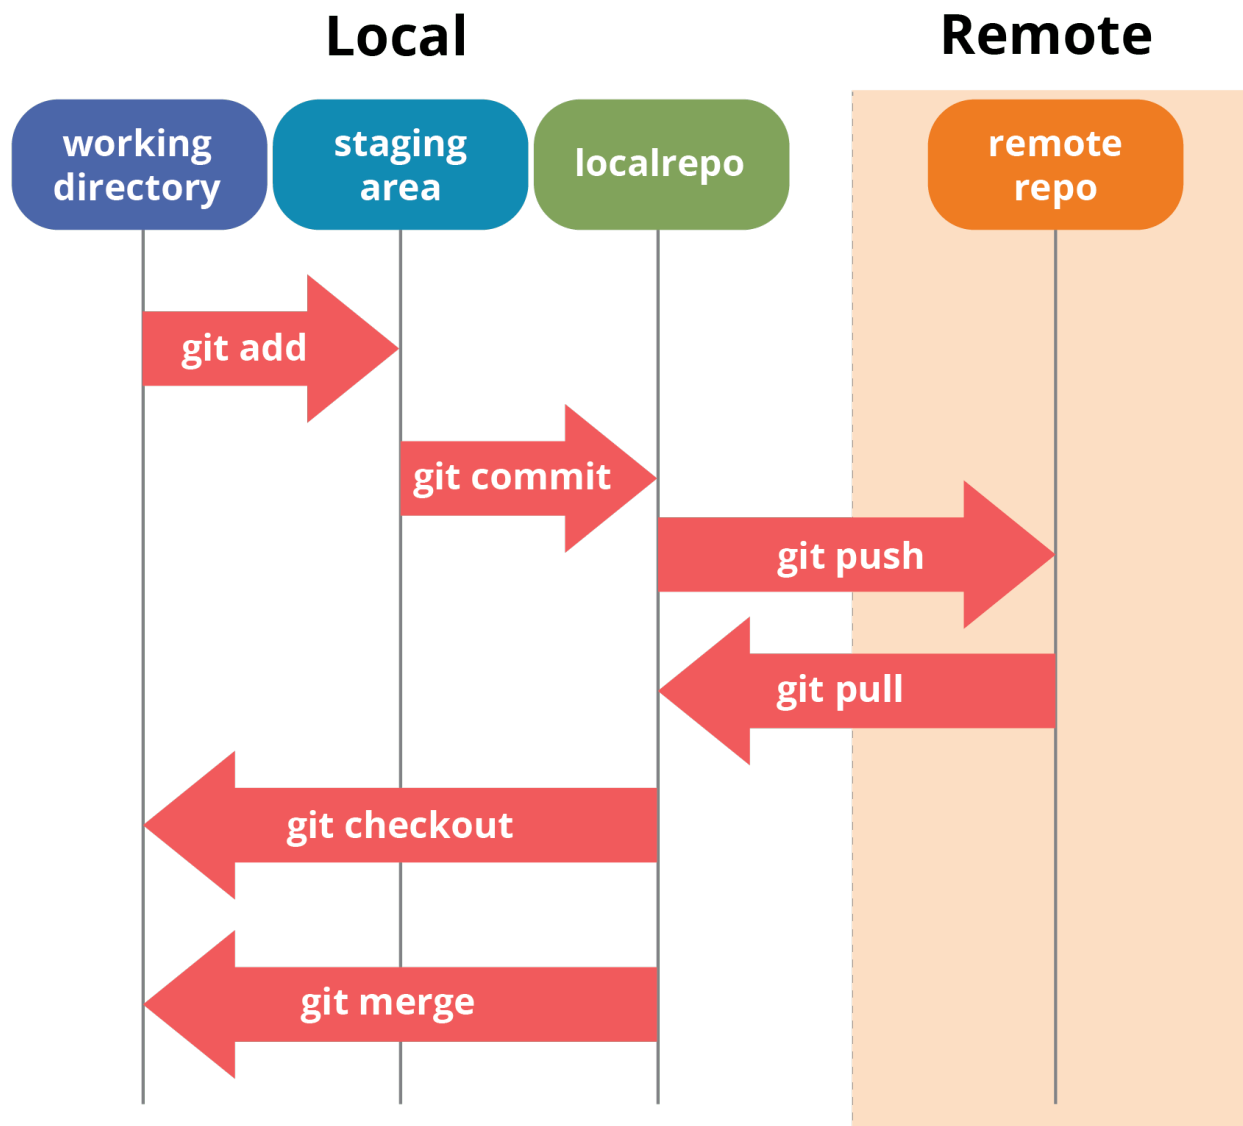 Local
Remote
working
directory
staging
area
localrepo
remote
repo
git add
git commit
git push
git pull
git checkout
git merge